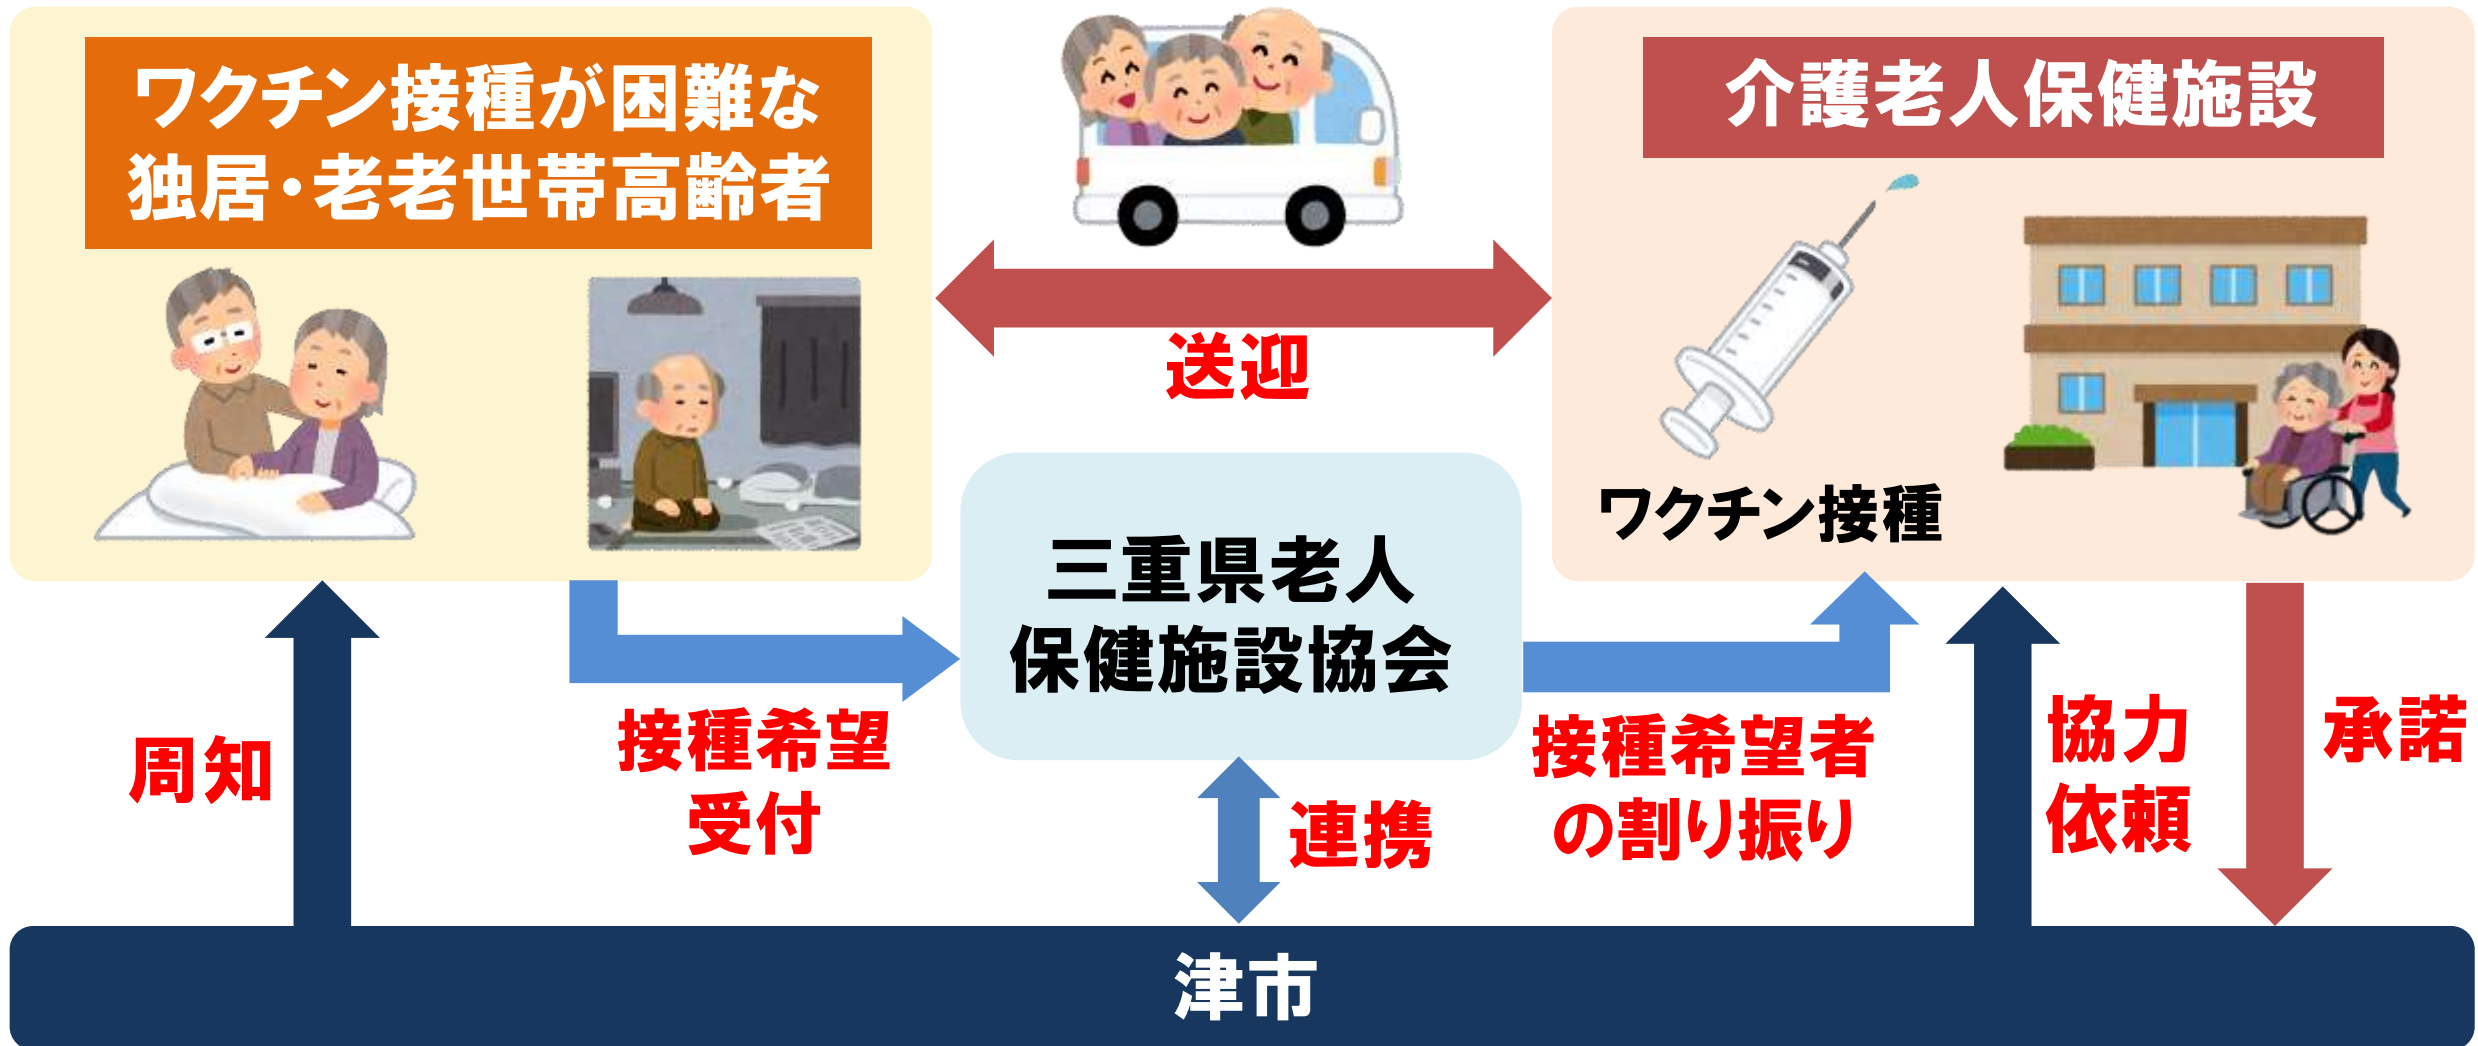 ワクチン接種が困難な
独居・老老世帯高齢者
介護老人保健施設
送迎
ワクチン接種
三重県老人
保健施設協会
周知
接種希望
受付
連携
接種希望者
の割り振り
協力
依頼
承諾
津市